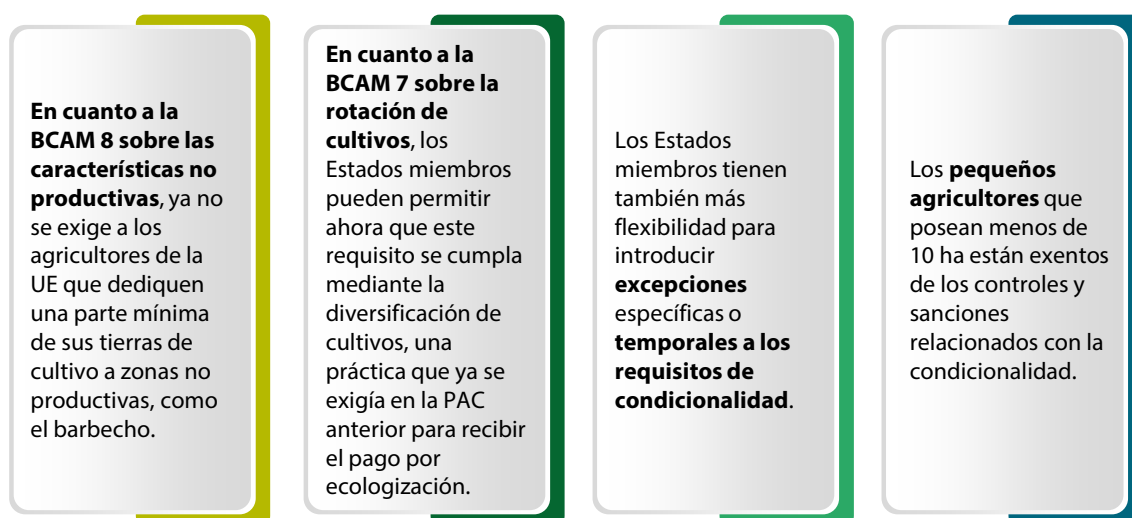 En cuanto a la
BCAM 8 sobre las
características no
productivas, ya no
se exige a los
agricultores de la
UE que dediquen
una parte mínima
de sus tierras de
cultivo a zonas no
productivas, como
el barbecho.
En cuanto a la
BCAM 7 sobre la
rotación de
cultivos, los
Estados miembros
pueden permitir
ahora que este
requisito se cumpla
mediante la
diversificación de
cultivos, una
práctica que ya se
exigía en la PAC
anterior para recibir
el pago por
ecologización.
Los Estados
miembros tienen
también más
flexibilidad para
introducir
excepciones
específicas o
temporales a los
requisitos de
condicionalidad.
Los pequeños
agricultores que
posean menos de
10 ha están exentos
de los controles y
sanciones
relacionados con la
condicionalidad.